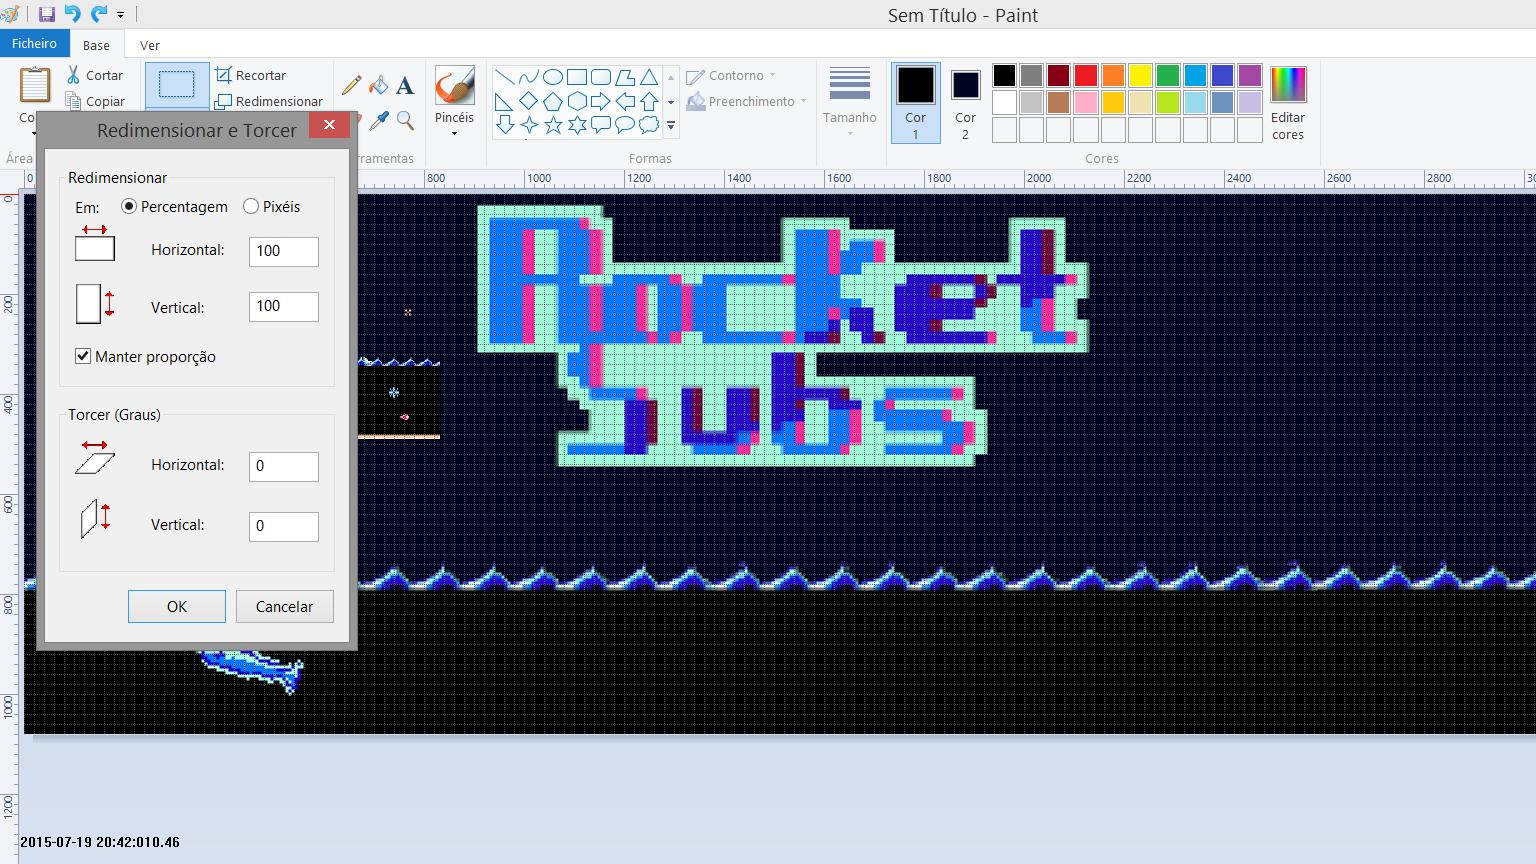 Sem Título - Paint
Ficheiro
Base
Ver
Cortar
Copiar
Co
Área
Recortar
Redimensionar
rramentas
A
Pincéis
Formas
Contorno
Preenchimento
Tamanho
Cor
1
Cor
2
Cores
Editar
cores
Redimensionar e Torcer
Redimensionar
Em:
Percentagem
Pixéis
Horizontal:
100
Vertical:
100
Manter proporção
Torcer (Graus)
Horizontal:
0
Vertical:
0
OK
Cancelar
0
800
1000
1200
1400
1600
1800
2000
2200
2400
2600
2800
0
200
400
600
800
1000
1200
Rocket
Subs
2015-07-19 20:42:010.46